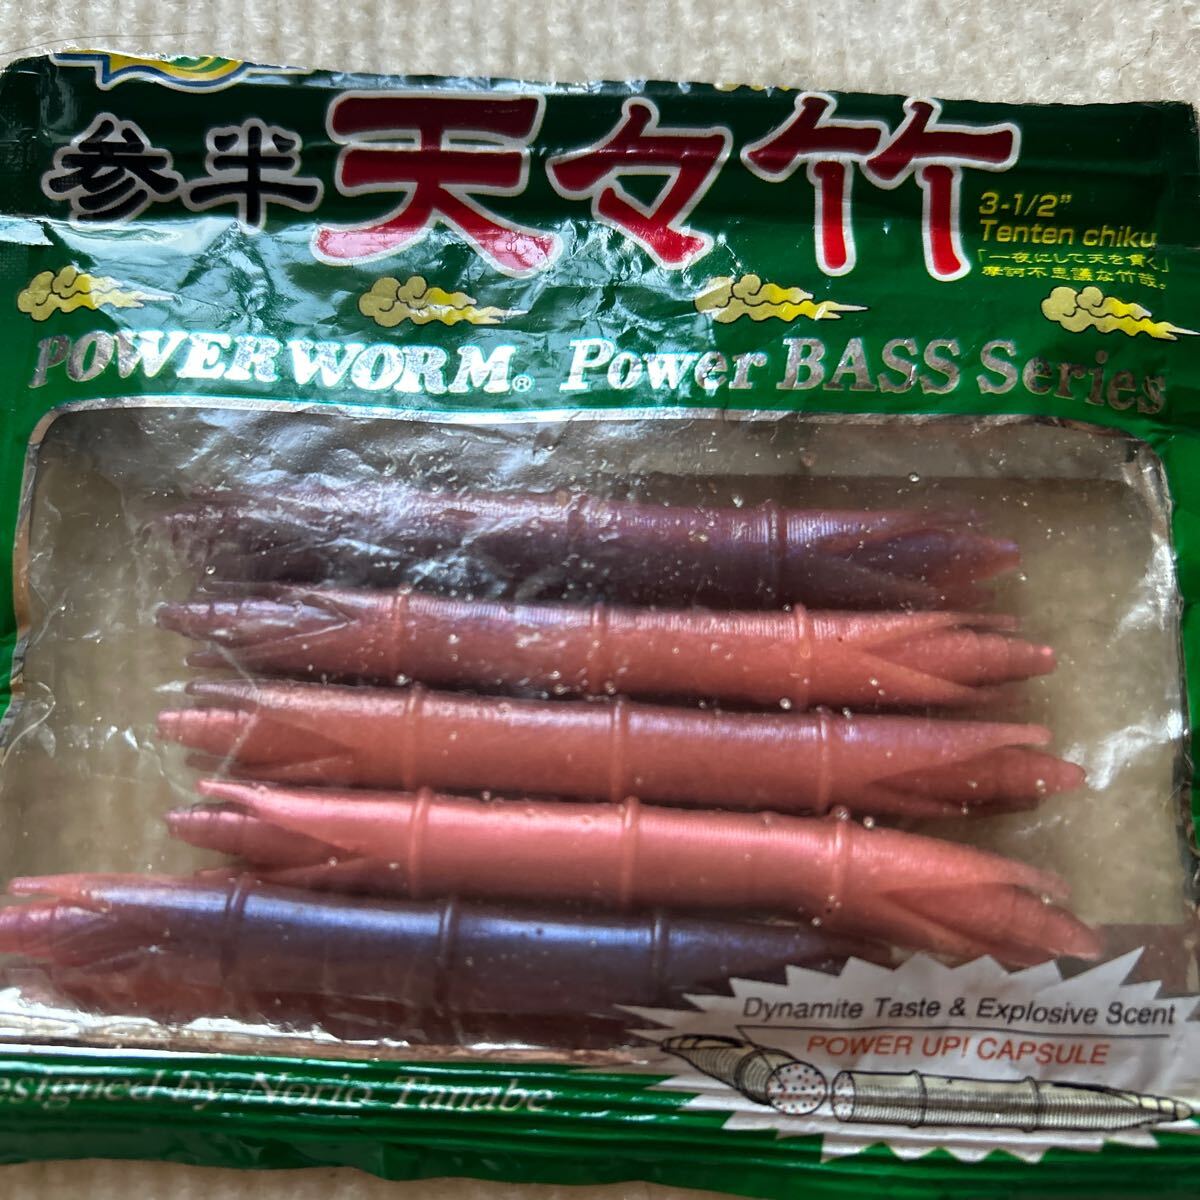 参半 天々竹
3-1/2"
Tenten chiku
「一夜にして天を貫く」
摩訶不思議な竹哉。
POWER WORM® Power BASS Series
Dynamite Taste & Explosive Scent
POWER UP! CAPSULE
esigned by Norio Tanabe